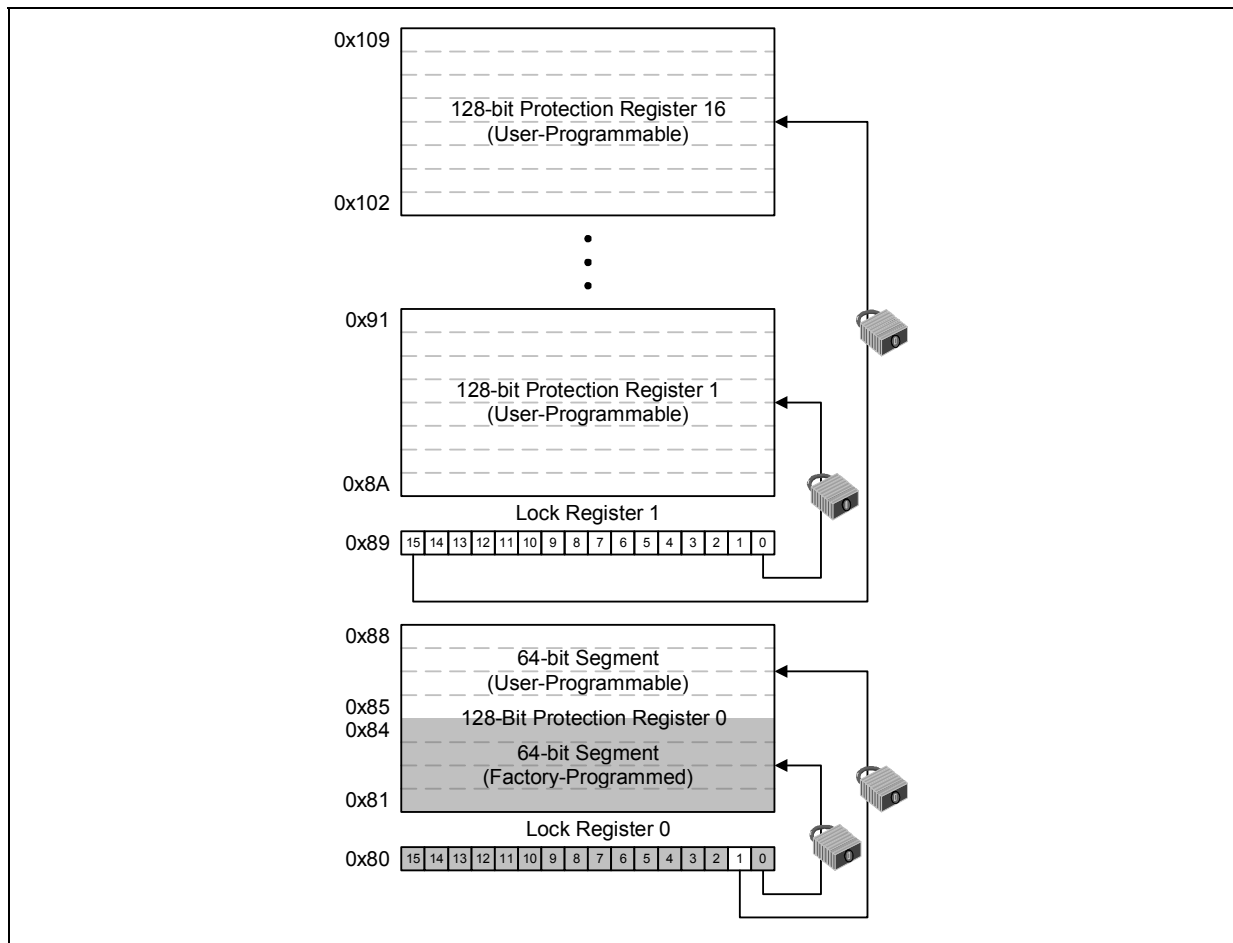 0x109
128-bit Protection Register 16
(User-Programmable)
0x102
0x91
128-bit Protection Register 1
(User-Programmable)
0x8A
Lock Register 1
0x89
15 14 13 12 11 10 9 8 7 6 5 4 3 2 1 0
0x88
64-bit Segment
(User-Programmable)
0x85
128-Bit Protection Register 0
0x84
64-bit Segment
(Factory-Programmed)
0x81
Lock Register 0
0x80
15 14 13 12 11 10 9 8 7 6 5 4 3 2 1 0